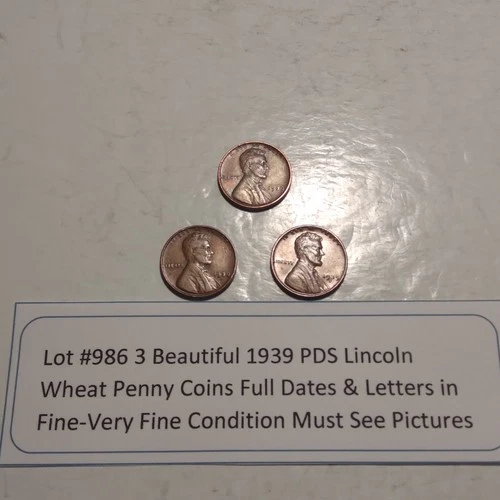 Lot #986 3 Beautiful 1939 PDS Lincoln
Wheat Penny Coins Full Dates & Letters in
Fine-Very Fine Condition Must See Pictures